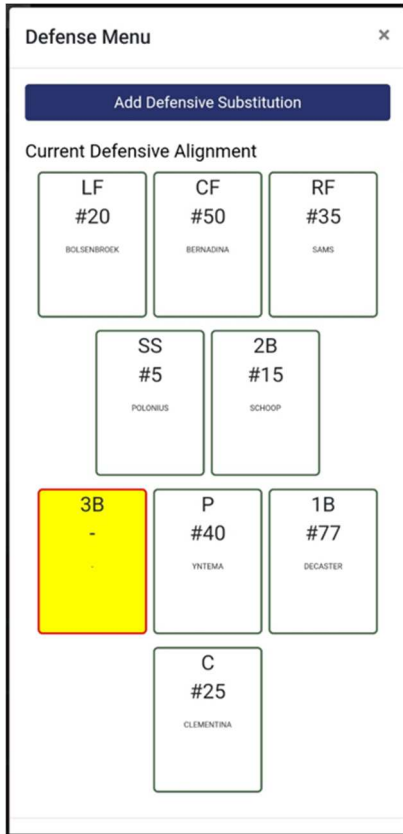 Defense Menu ×
Add Defensive Substitution
Current Defensive Alignment
LF CF RF
#20 #50 #35
BOLSENBROEK BERNADINA SAMS
SS 2B
#5 #15
POLONIUS SCHOOP
3B P 1B
- #40 #77
- YNTEMA DECASTER
C
#25
CLEMENTINA